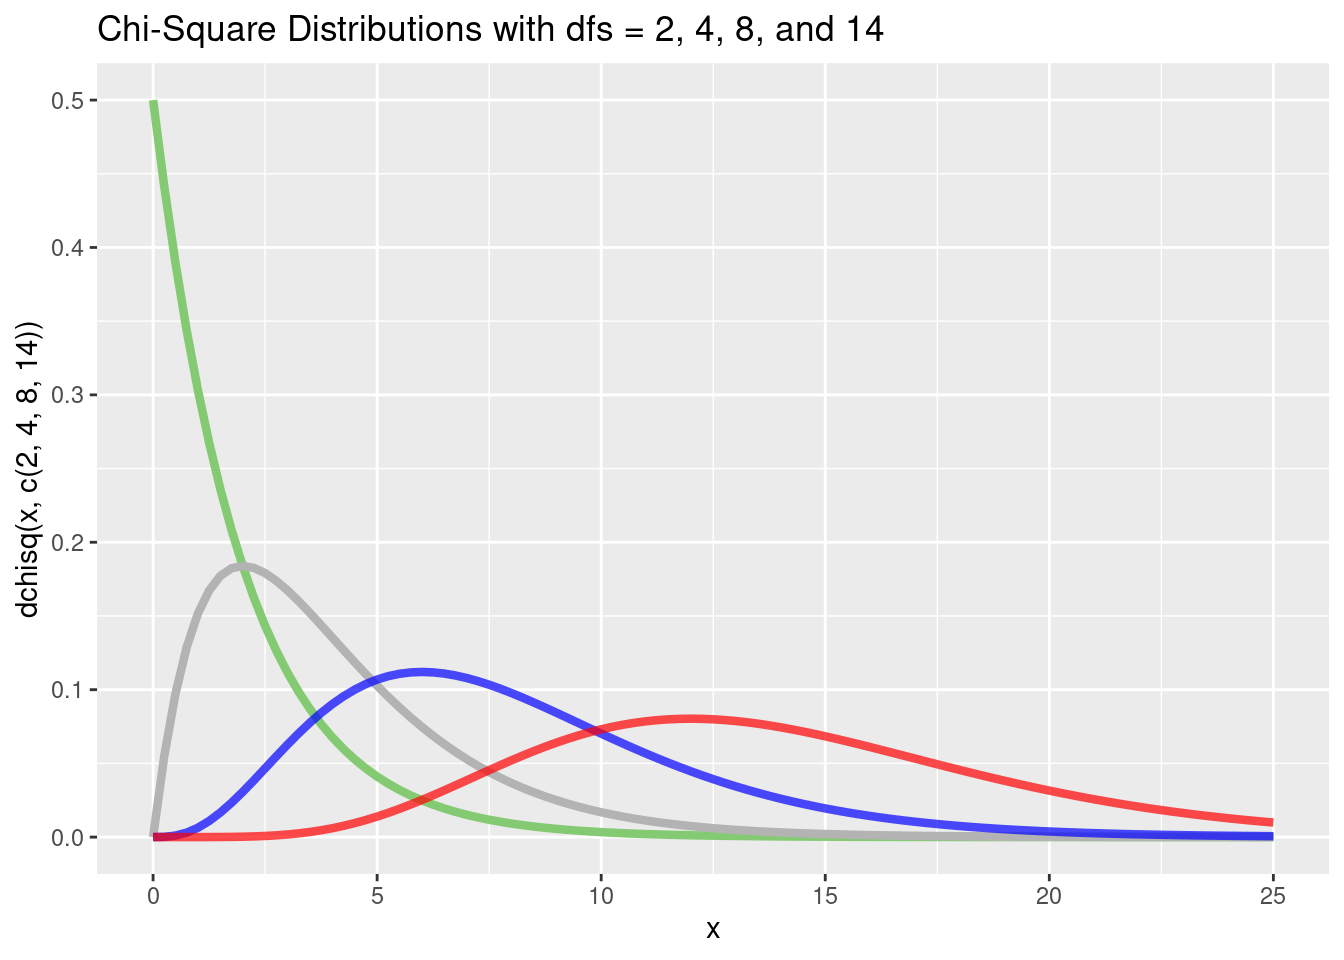 Chi-Square Distributions with dfs = 2, 4, 8, and 14
dchisq(x, c(2, 4, 8, 14))
0.5
0.4
0.3
0.2
0.1
0.0
0 5 10 15 20 25
x